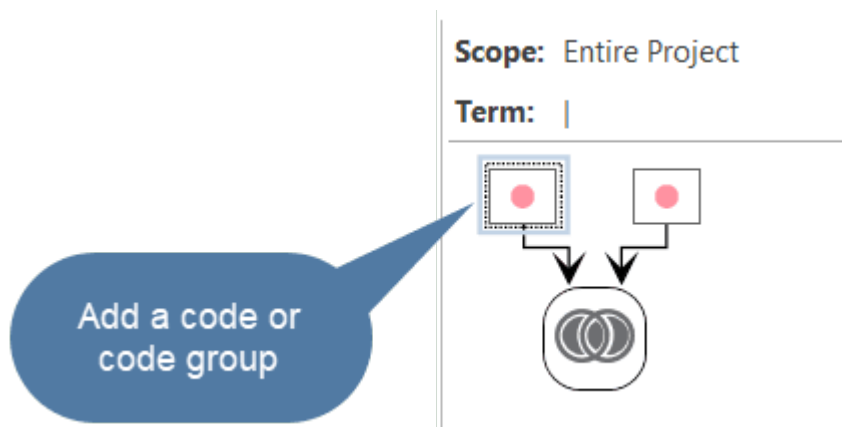 Scope: Entire Project
Term: |
Add a code or
code group